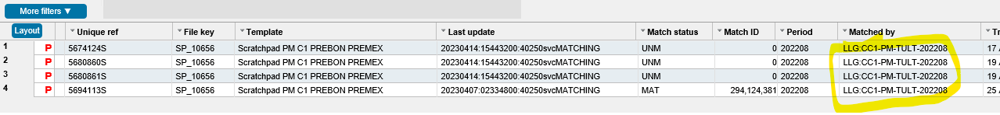 More filters ▼
Layout Unique ref File key Template Last update Match status Match ID Period Matched by
1 P 5674124S SP_10656 Scratchpad PM C1 PREBON PREMEX 20230414:15443200:40250svcMATCHING UNM 0 202208 LLG:CC1-PM-TULT-202208 17
2 P 5680860S SP_10656 Scratchpad PM C1 PREBON PREMEX 20230414:15443200:40250svcMATCHING UNM 0 202208 LLG:CC1-PM-TULT-202208 19
3 P 5680861S SP_10656 Scratchpad PM C1 PREBON PREMEX 20230414:15443200:40250svcMATCHING UNM 0 202208 LLG:CC1-PM-TULT-202208 19
4 P 5694113S SP_10656 Scratchpad PM C1 PREBON PREMEX 20230407:02334800:40250svcMATCHING MAT 294,124,381 202208 LLG:CC1-PM-TULT-202208 25